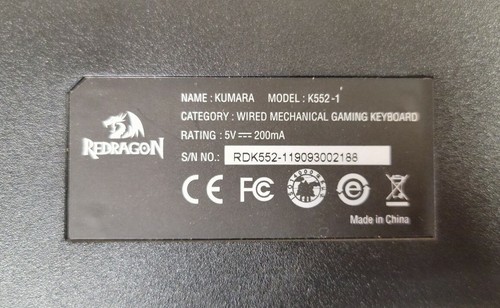 REDRAGON
NAME : KUMARA MODEL : K552-1
CATEGORY : WIRED MECHANICAL GAMING KEYBOARD
RATING : 5V⎓200mA
S/N NO.: RDK552-119093002188
CE FC
Made in China